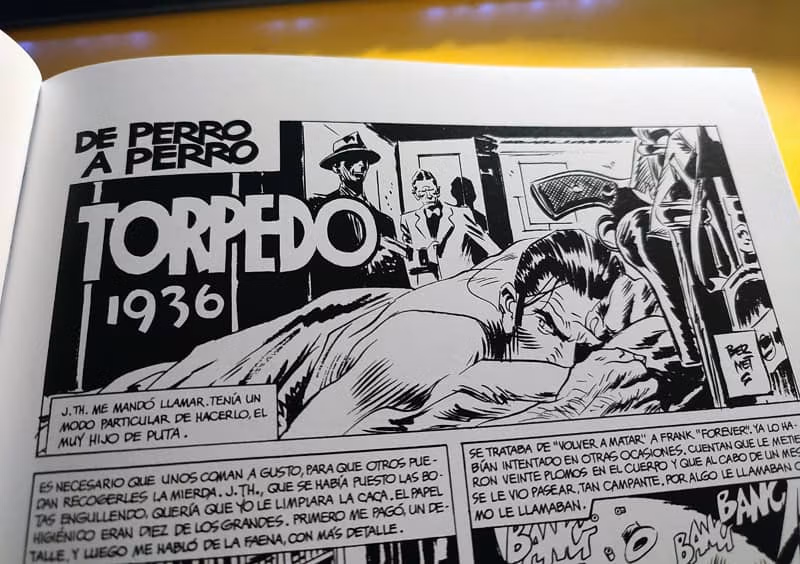 DE PERRO
A PERRO
TORPEDO
1936
BER
NET
J. TH. ME MANDÓ LLAMAR. TENÍA UN
MODO PARTICULAR DE HACERLO, EL
MUY HIJO DE PUTA.
ES NECESARIO QUE UNOS COMAN A GUSTO, PARA QUE OTROS PUE-
DAN RECOGERLES LA MIERDA. J. TH., QUE SE HABÍA PUESTO LAS BO-
TAS ENGULLENDO, QUERÍA QUE YO LE LIMPIARA LA CACA. EL PAPEL
HIGIÉNICO ERAN DIEZ DE LOS GRANDES. PRIMERO ME PAGÓ, UN DE-
TALLE, Y LUEGO ME HABLÓ DE LA FAENA, CON MÁS DETALLE.
SE TRATABA DE "VOLVER A MATAR" A FRANK "FOREVER". YA LO HA-
BÍAN INTENTADO EN OTRAS OCASIONES. CUENTAN QUE LE METIE-
RON VEINTE PLOMOS EN EL CUERPO Y QUE AL CABO DE UN MES
SE LE VIO PASEAR, TAN CAMPANTE, POR ALGO LE LLAMABAN
MO LE LLAMABAN.
BANG
BANG
BANG